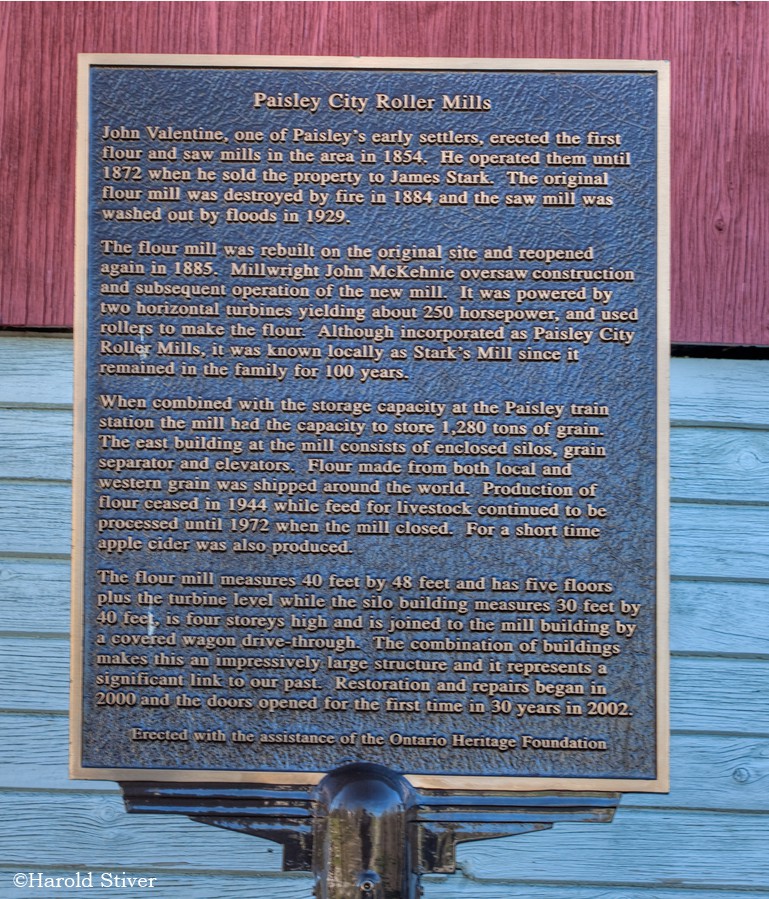 Paisley City Roller Mills
John Valentine, one of Paisley's early settlers, erected the first
flour and saw mills in the area in 1854. He operated them until
1872 when he sold the property to James Stark. The original
flour mill was destroyed by fire in 1884 and the saw mill was
washed out by floods in 1929.
The flour mill was rebuilt on the original site and reopened
again in 1885. Millwright John McKehnie oversaw construction
and subsequent operation of the new mill. It was powered by
two horizontal turbines yielding about 250 horsepower, and used
rollers to make the flour. Although incorporated as Paisley City
Roller Mills, it was known locally as Stark's Mill since it
remained in the family for 100 years.
When combined with the storage capacity at the Paisley train
station the mill had the capacity to store 1,280 tons of grain.
The east building at the mill consists of enclosed silos, grain
separator and elevators. Flour made from both local and
western grain was shipped around the world. Production of
flour ceased in 1944 while feed for livestock continued to be
processed until 1972 when the mill closed. For a short time
apple cider was also produced.
The flour mill measures 40 feet by 48 feet and has five floors
plus the turbine level while the silo building measures 30 feet by
40 feet, is four storeys high and is joined to the mill building by
a covered wagon drive-through. The combination of buildings
makes this an impressively large structure and it represents a
significant link to our past. Restoration and repairs began in
2000 and the doors opened for the first time in 30 years in 2002.
Erected with the assistance of the Ontario Heritage Foundation
©Harold Stiver